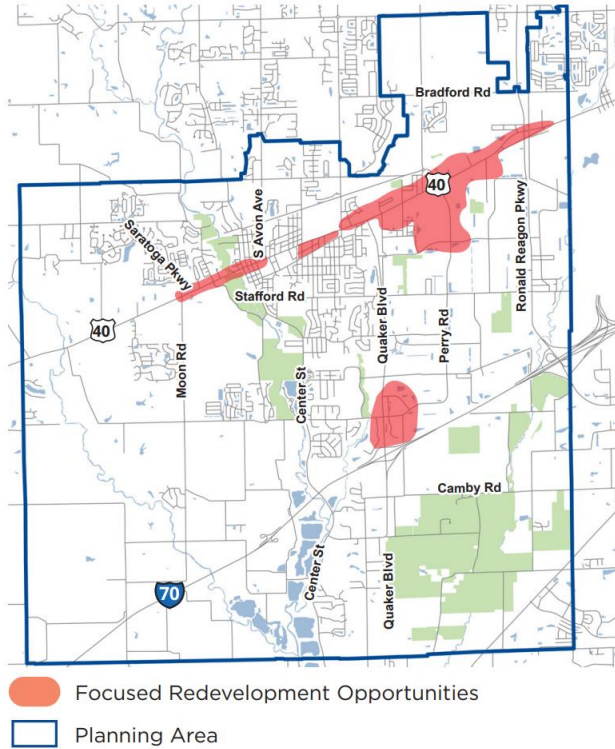 Bradford Rd
40
S Avon Ave
Saratoga Pkwy
Ronald Reagon Pkwy
Stafford Rd
40
Quaker Blvd
Perry Rd
Moon Rd
Center St
Camby Rd
Center St
Quaker Blvd
70
Focused Redevelopment Opportunities
Planning Area